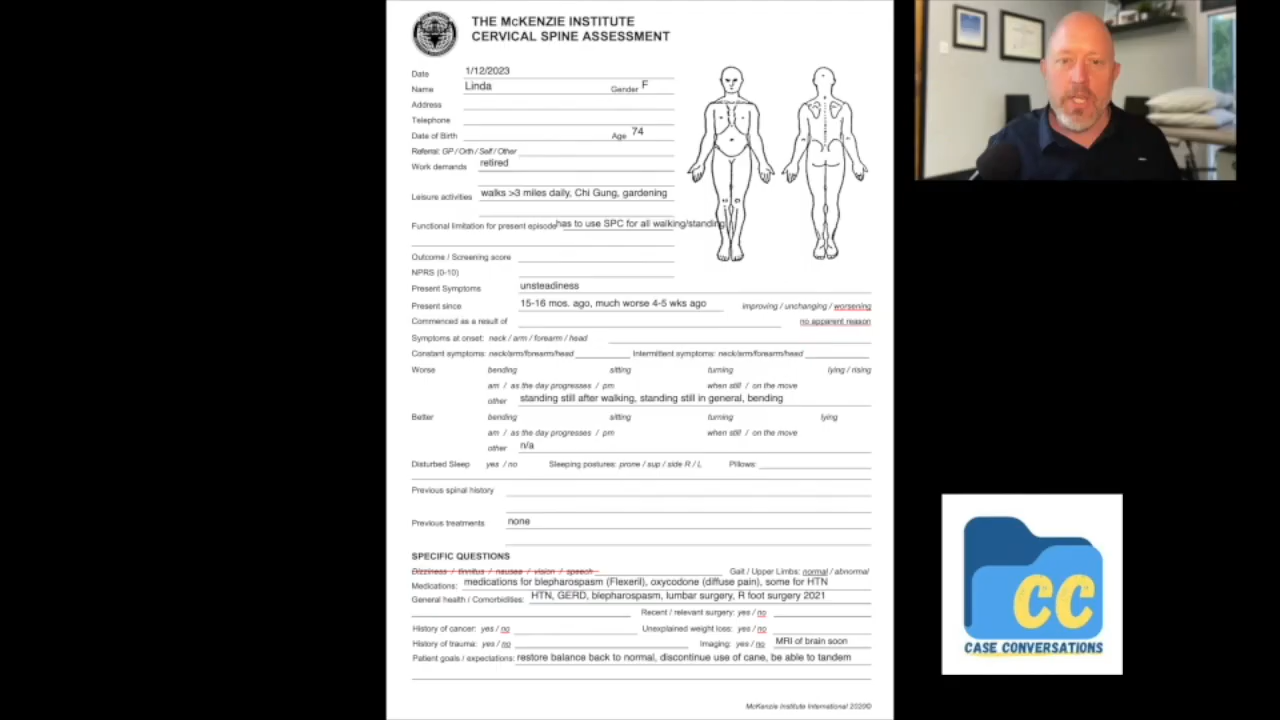 THE McKENZIE INSTITUTE
CERVICAL SPINE ASSESSMENT
Date 1/12/2023
Name Linda Gender F
Address
Telephone
Date of Birth Age 74
Referral: GP / Orth / Self / Other
Work demands retired
Leisure activities walks >3 miles daily, Chi Gung, gardening
Functional limitation for present episode has to use SPC for all walking/standing
Outcome / Screening score
NPRS (0-10)
Present Symptoms unsteadiness
Present since 15-16 mos. ago, much worse 4-5 wks ago improving / unchanging / worsening
Commenced as a result of no apparent reason
Symptoms at onset: neck / arm / forearm / head
Constant symptoms: neck/arm/forearm/head Intermittent symptoms: neck/arm/forearm/head
Worse bending sitting turning lying / rising
am / as the day progresses / pm when still / on the move
other standing still after walking, standing still in general, bending
Better bending sitting turning lying
am / as the day progresses / pm when still / on the move
other n/a
Disturbed Sleep yes / no Sleeping postures: prone / sup / side R / L Pillows:
Previous spinal history
Previous treatments none
SPECIFIC QUESTIONS
Dizziness / tinnitus / nausea / vision / speech Gait / Upper Limbs: normal / abnormal
Medications: medications for blepharospasm (Flexeril), oxycodone (diffuse pain), some for HTN
General health / Comorbidities: HTN, GERD, blepharospasm, lumbar surgery, R foot surgery 2021
Recent / relevant surgery: yes / no
History of cancer: yes / no Unexplained weight loss: yes / no
History of trauma: yes / no Imaging: yes / no MRI of brain soon
Patient goals / expectations: restore balance back to normal, discontinue use of cane, be able to tandem
McKenzie Institute International 2020©
CC
CASE CONVERSATIONS